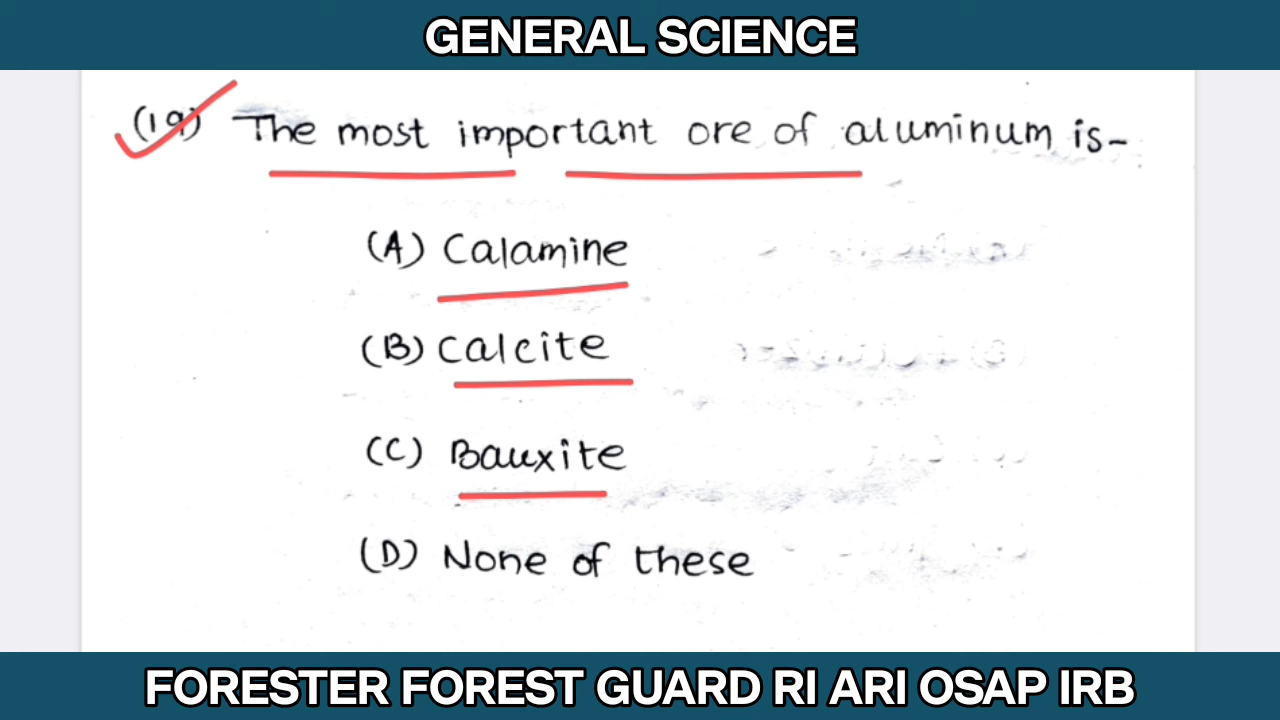 GENERAL SCIENCE
(19) The most important ore of aluminum is-
(A) Calamine
(B) Calcite
(C) Bauxite
(D) None of these
FORESTER FOREST GUARD RI ARI OSAP IRB